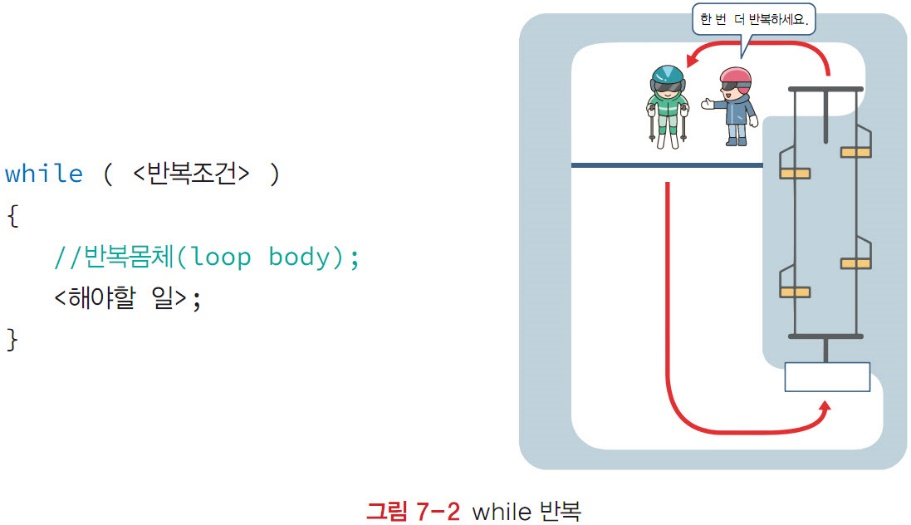 한 번 더 반복하세요.
while ( <반복조건> )
{
//반복몸체(loop body);
<해야할 일>;
}
그림 7-2 while 반복